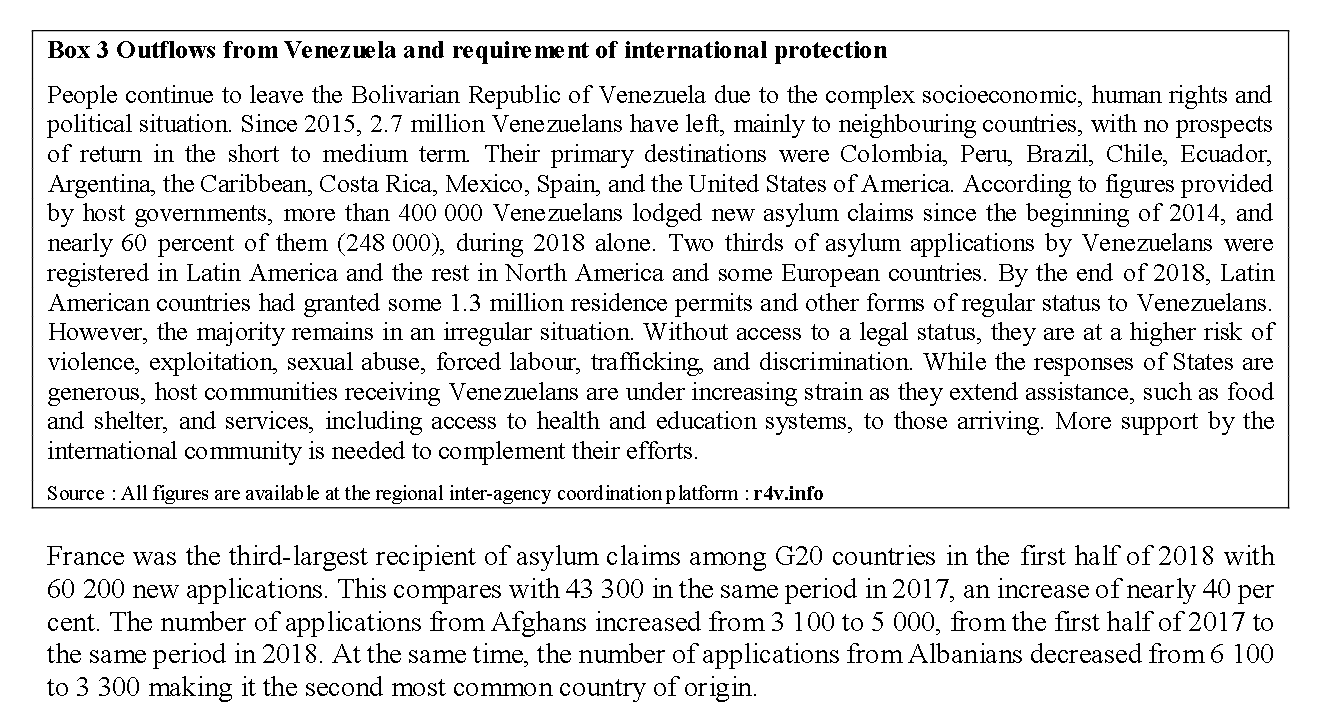 Box 3 Outflows from Venezuela and requirement of international protection
People continue to leave the Bolivarian Republic of Venezuela due to the complex socioeconomic, human rights and
political situation. Since 2015, 2.7 million Venezuelans have left, mainly to neighbouring countries, with no prospects
of return in the short to medium term. Their primary destinations were Colombia, Peru, Brazil, Chile, Ecuador,
Argentina, the Caribbean, Costa Rica, Mexico, Spain, and the United States of America. According to figures provided
by host governments, more than 400 000 Venezuelans lodged new asylum claims since the beginning of 2014, and
nearly 60 percent of them (248 000), during 2018 alone. Two thirds of asylum applications by Venezuelans were
registered in Latin America and the rest in North America and some European countries. By the end of 2018, Latin
American countries had granted some 1.3 million residence permits and other forms of regular status to Venezuelans.
However, the majority remains in an irregular situation. Without access to a legal status, they are at a higher risk of
violence, exploitation, sexual abuse, forced labour, trafficking, and discrimination. While the responses of States are
generous, host communities receiving Venezuelans are under increasing strain as they extend assistance, such as food
and shelter, and services, including access to health and education systems, to those arriving. More support by the
international community is needed to complement their efforts.
Source : All figures are available at the regional inter-agency coordination platform : r4v.info
France was the third-largest recipient of asylum claims among G20 countries in the first half of 2018 with
60 200 new applications. This compares with 43 300 in the same period in 2017, an increase of nearly 40 per
cent. The number of applications from Afghans increased from 3 100 to 5 000, from the first half of 2017 to
the same period in 2018. At the same time, the number of applications from Albanians decreased from 6 100
to 3 300 making it the second most common country of origin.